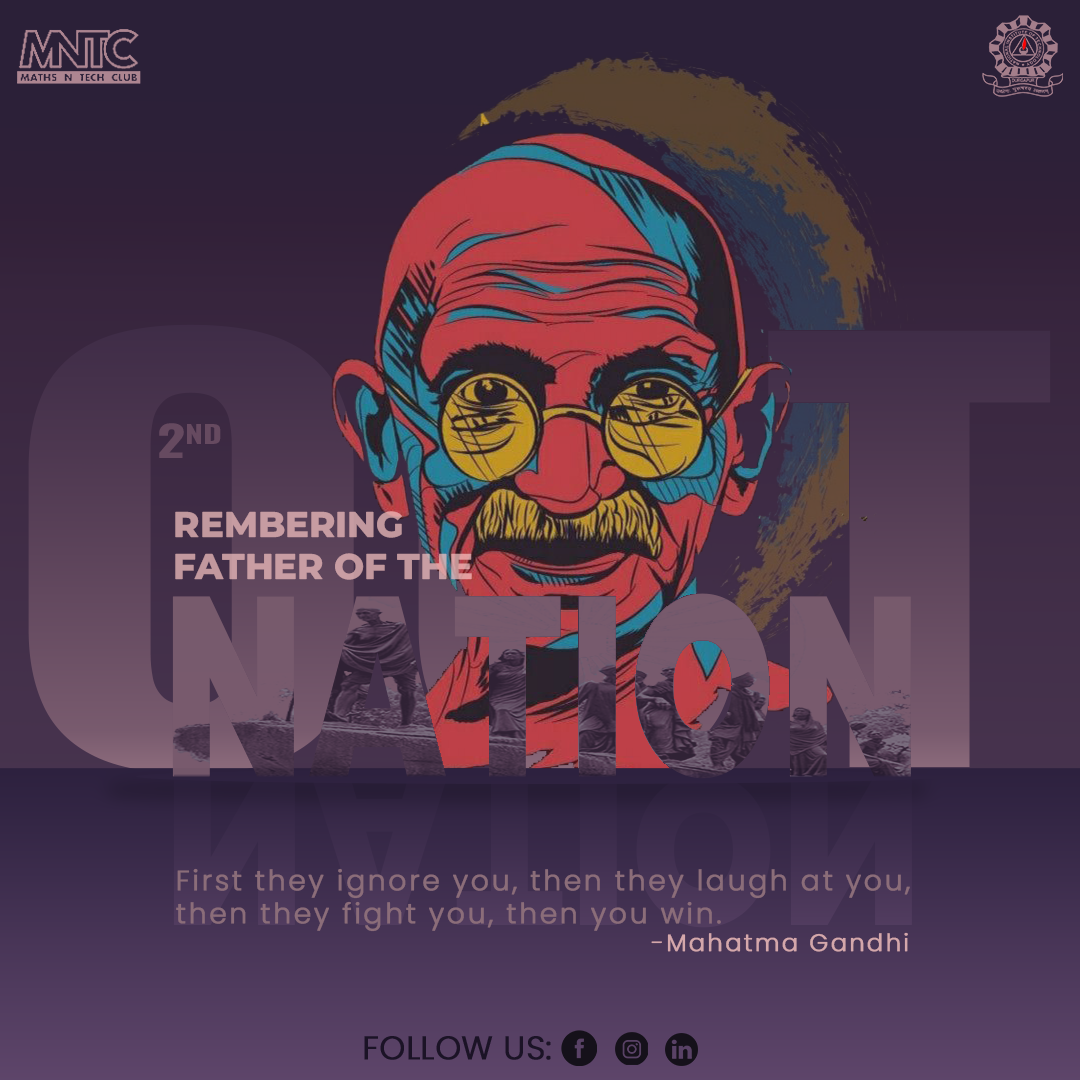 MNTC
MATHS N TECH CLUB
OCT
2ND
REMBERING
FATHER OF THE
NATION
First they ignore you, then they laugh at you,
then they fight you, then you win.
-Mahatma Gandhi
FOLLOW US: